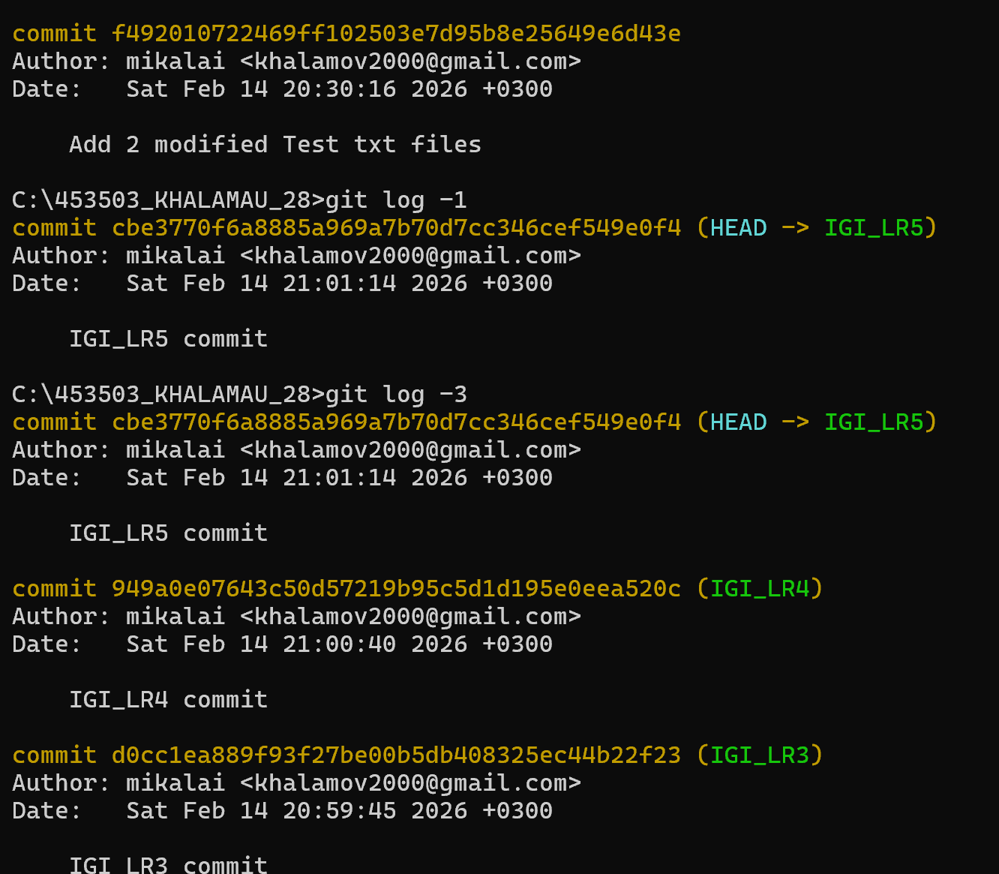 commit f492010722469ff102503e7d95b8e25649e6d43e
Author: mikalai <khalamov2000@gmail.com>
Date:   Sat Feb 14 20:30:16 2026 +0300
    Add 2 modified Test txt files
C:\453503_KHALAMAU_28>git log -1
commit cbe3770f6a8885a969a7b70d7cc346cef549e0f4 (HEAD -> IGI_LR5)
Author: mikalai <khalamov2000@gmail.com>
Date:   Sat Feb 14 21:01:14 2026 +0300
    IGI_LR5 commit
C:\453503_KHALAMAU_28>git log -3
commit cbe3770f6a8885a969a7b70d7cc346cef549e0f4 (HEAD -> IGI_LR5)
Author: mikalai <khalamov2000@gmail.com>
Date:   Sat Feb 14 21:01:14 2026 +0300
    IGI_LR5 commit
commit 949a0e07643c50d57219b95c5d1d195e0eea520c (IGI_LR4)
Author: mikalai <khalamov2000@gmail.com>
Date:   Sat Feb 14 21:00:40 2026 +0300
    IGI_LR4 commit
commit d0cc1ea889f93f27be00b5db408325ec44b22f23 (IGI_LR3)
Author: mikalai <khalamov2000@gmail.com>
Date:   Sat Feb 14 20:59:45 2026 +0300
    IGI_LR3 commit